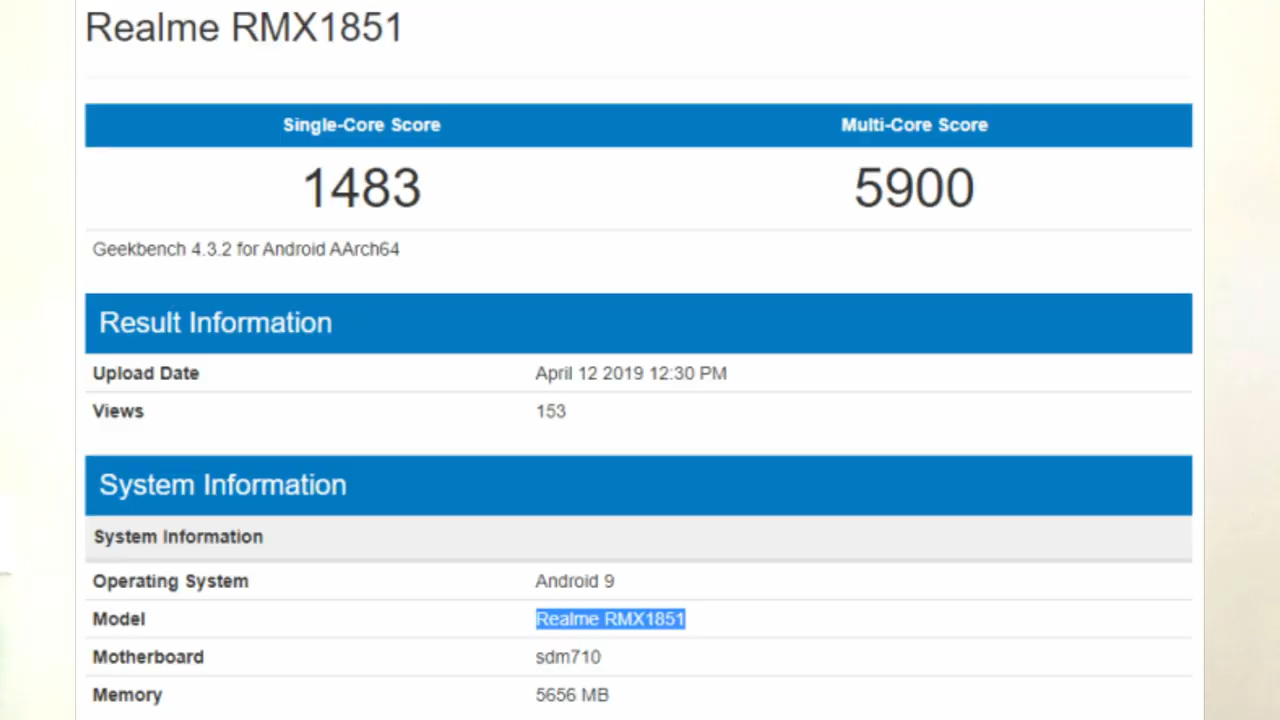 Realme RMX1851
Single-Core Score Multi-Core Score
1483 5900
Geekbench 4.3.2 for Android AArch64
Result Information
Upload Date April 12 2019 12:30 PM
Views 153
System Information
System Information
Operating System Android 9
Model Realme RMX1851
Motherboard sdm710
Memory 5656 MB